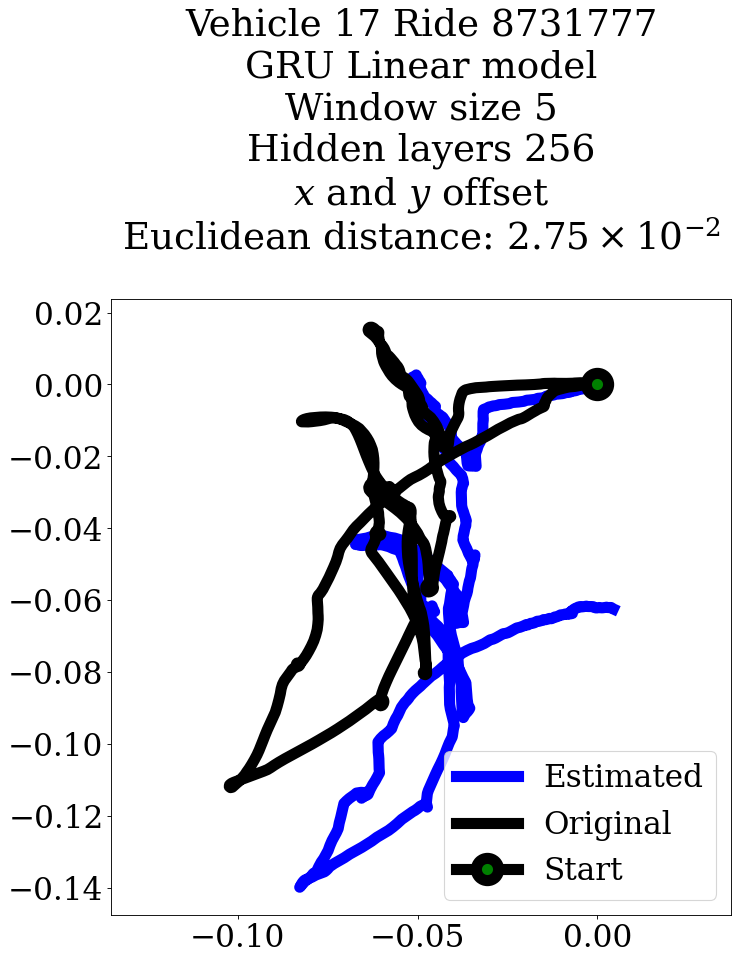 Vehicle 17 Ride 8731777
GRU Linear model
Window size 5
Hidden layers 256
x and y offset
Euclidean distance: 2.75 × 10⁻²
0.02
0.00
−0.02
−0.04
−0.06
−0.08
−0.10
−0.12
−0.14
Estimated
Original
Start
−0.10 −0.05 0.00